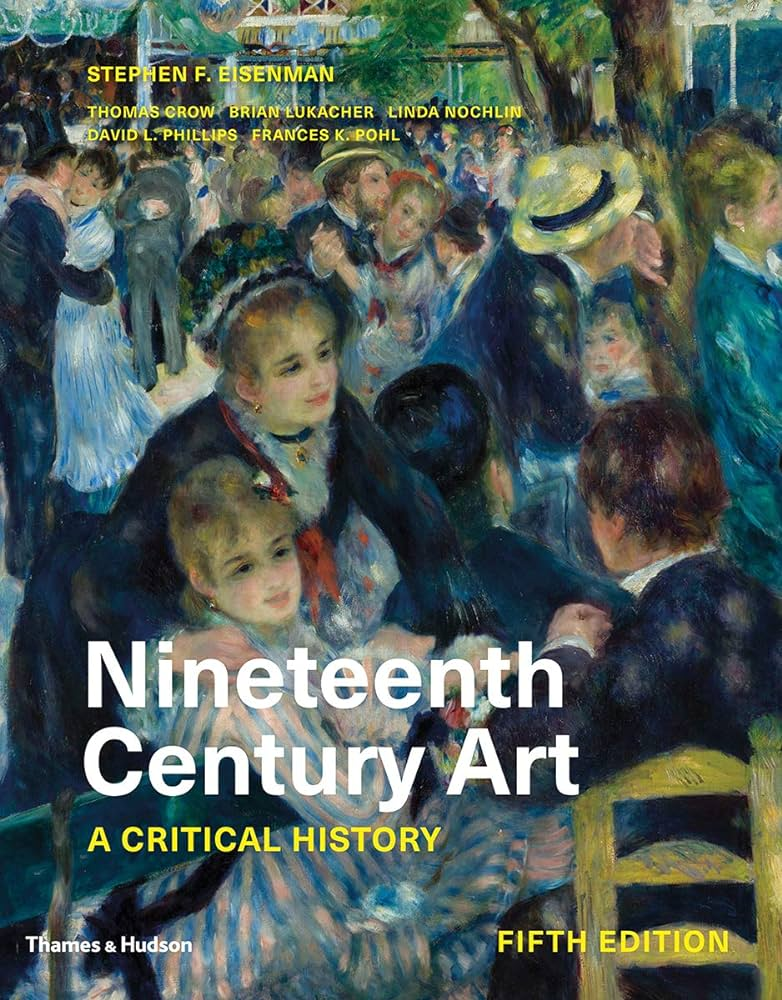 STEPHEN F. EISENMAN
THOMAS CROW BRIAN LUKACHER LINDA NOCHLIN
DAVID L. PHILLIPS FRANCES K. POHL
Nineteenth
Century Art
A CRITICAL HISTORY
Thames & Hudson
FIFTH EDITION